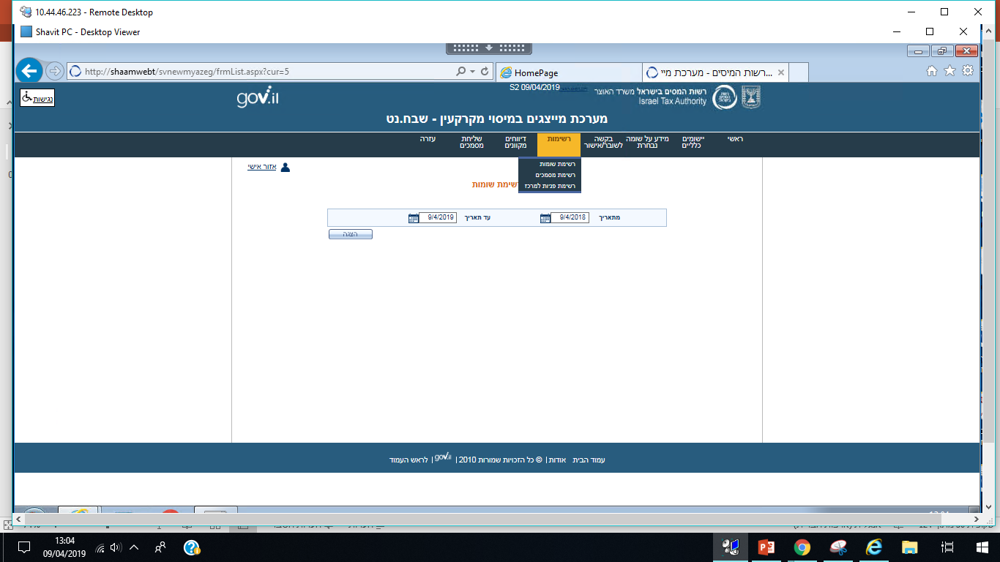 10.44.46.223 - Remote Desktop
Shavit PC - Desktop Viewer
http://shaamwebt/svnewmyazeg/frmList.aspx?cur=5
HomePage
רשות המיסים - מערכת מיי...
נגישות
gov.il
S2 09/04/2019
רשות המסים בישראל משרד האוצר
Israel Tax Authority
מערכת מייצגים במיסוי מקרקעין - שבח.נט
ראשי
יישומים כלליים
מידע על שומה נבחרת
בקשה לשובר/אישור
רשימות
דיווחים מקוונים
שליחת מסמכים
עזרה
רשימת שומות
רשימת מסמכים
רשימת פניות למרכז
אזור אישי
רשימת שומות
מתאריך 9/4/2018 עד תאריך 9/4/2019
הצגה
עמוד הבית אודות | © כל הזכויות שמורות 2010 | gov.il | לראש העמוד
13:04
09/04/2019